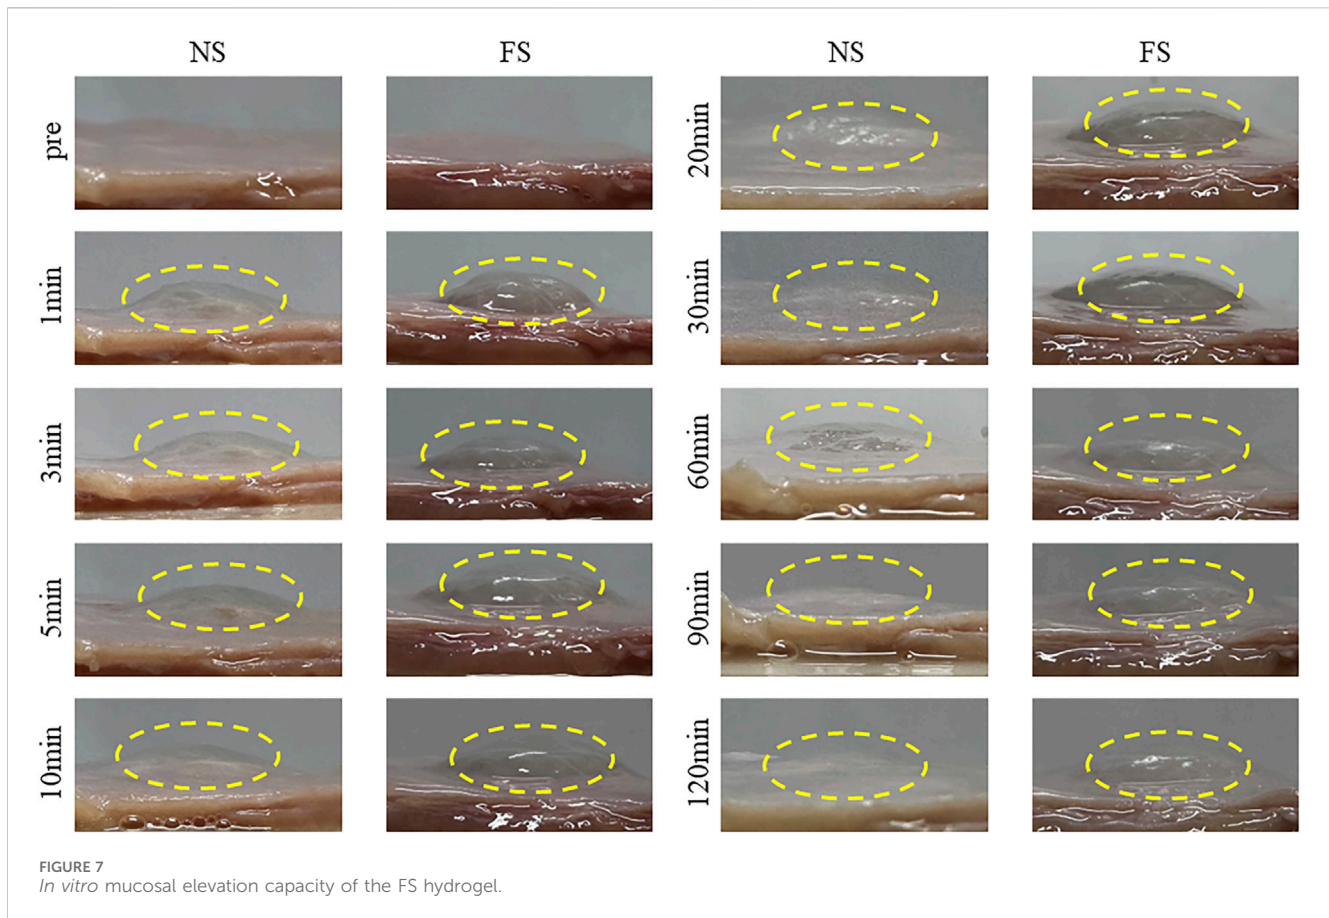 NS FS NS FS
pre 20min
1min 30min
3min 60min
5min 90min
10min 120min
FIGURE 7
In vitro mucosal elevation capacity of the FS hydrogel.